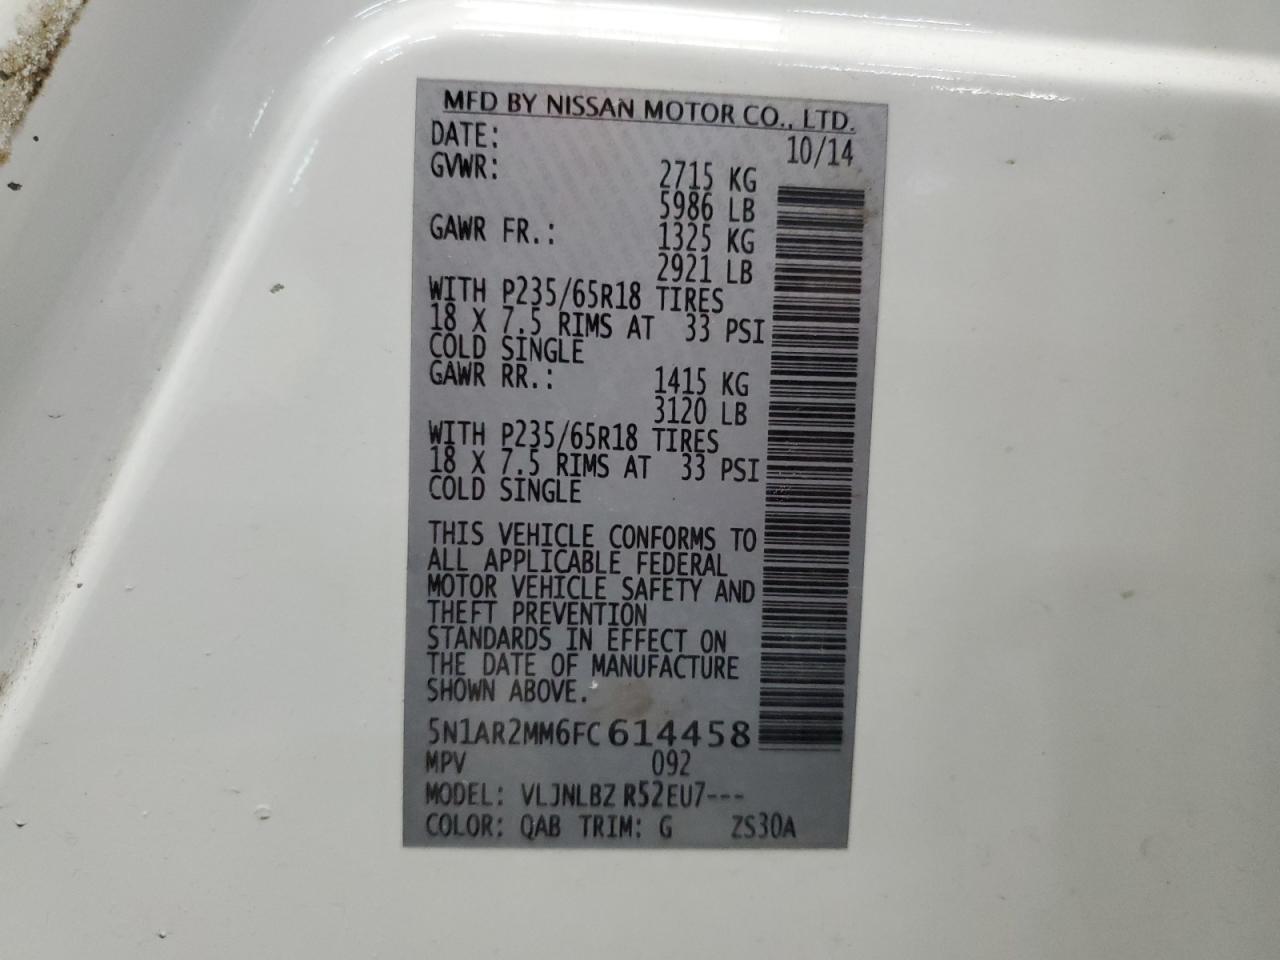 MFD BY NISSAN MOTOR CO., LTD.
DATE: 10/14
GVWR: 2715 KG
5986 LB
GAWR FR.: 1325 KG
2921 LB
WITH P235/65R18 TIRES
18 X 7.5 RIMS AT 33 PSI
COLD SINGLE
GAWR RR.: 1415 KG
3120 LB
WITH P235/65R18 TIRES
18 X 7.5 RIMS AT 33 PSI
COLD SINGLE
THIS VEHICLE CONFORMS TO
ALL APPLICABLE FEDERAL
MOTOR VEHICLE SAFETY AND
THEFT PREVENTION
STANDARDS IN EFFECT ON
THE DATE OF MANUFACTURE
SHOWN ABOVE.
5N1AR2MM6FC614458
MPV 092
MODEL: VLJNLBZ R52EU7---
COLOR: QAB TRIM: G ZS30A